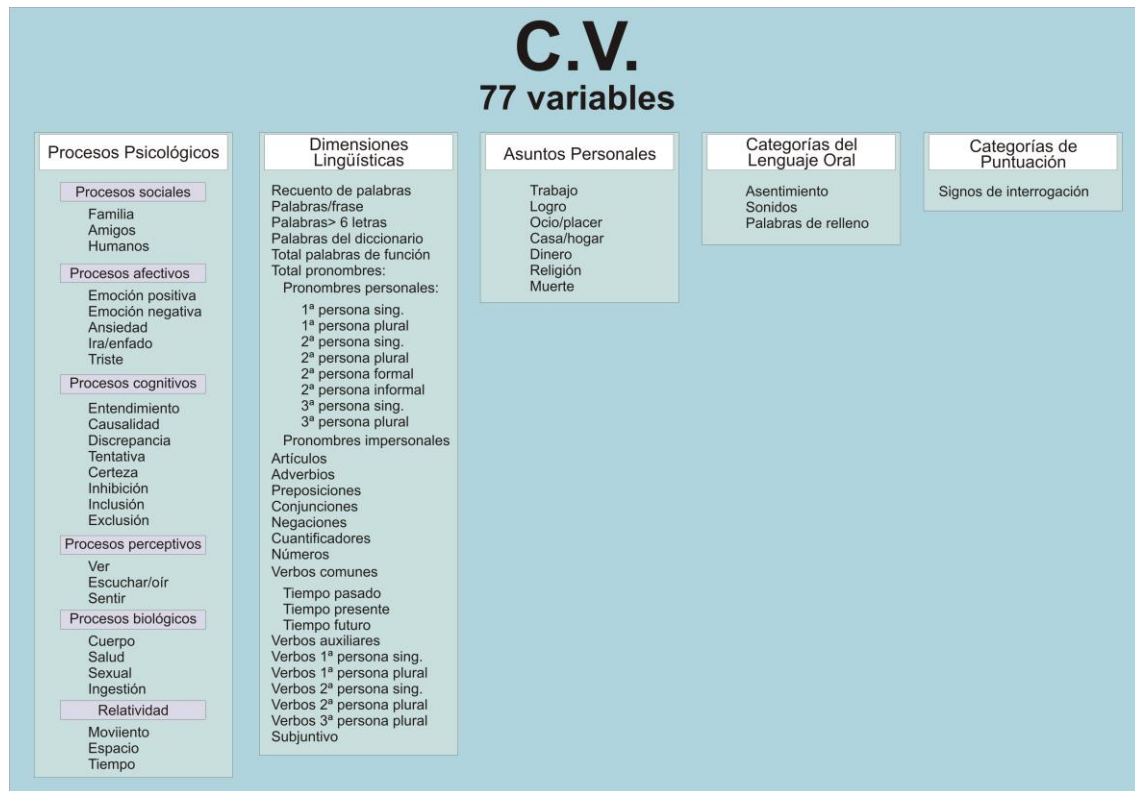 C.V.
77 variables
Procesos Psicológicos
Procesos sociales
Familia
Amigos
Humanos
Procesos afectivos
Emoción positiva
Emoción negativa
Ansiedad
Ira/enfado
Triste
Procesos cognitivos
Entendimiento
Causalidad
Discrepancia
Tentativa
Certeza
Inhibición
Inclusión
Exclusión
Procesos perceptivos
Ver
Escuchar/oír
Sentir
Procesos biológicos
Cuerpo
Salud
Sexual
Ingestión
Relatividad
Moviiento
Espacio
Tiempo
Dimensiones
Lingüísticas
Recuento de palabras
Palabras/frase
Palabras> 6 letras
Palabras del diccionario
Total palabras de función
Total pronombres:
Pronombres personales:
1ª persona sing.
1ª persona plural
2ª persona sing.
2ª persona plural
2ª persona formal
2ª persona informal
3ª persona sing.
3ª persona plural
Pronombres impersonales
Artículos
Adverbios
Preposiciones
Conjunciones
Negaciones
Cuantificadores
Números
Verbos comunes
Tiempo pasado
Tiempo presente
Tiempo futuro
Verbos auxiliares
Verbos 1ª persona sing.
Verbos 1ª persona plural
Verbos 2ª persona sing.
Verbos 2ª persona plural
Verbos 3ª persona plural
Subjuntivo
Asuntos Personales
Trabajo
Logro
Ocio/placer
Casa/hogar
Dinero
Religión
Muerte
Categorías del
Lenguaje Oral
Asentimiento
Sonidos
Palabras de relleno
Categorías de
Puntuación
Signos de interrogación